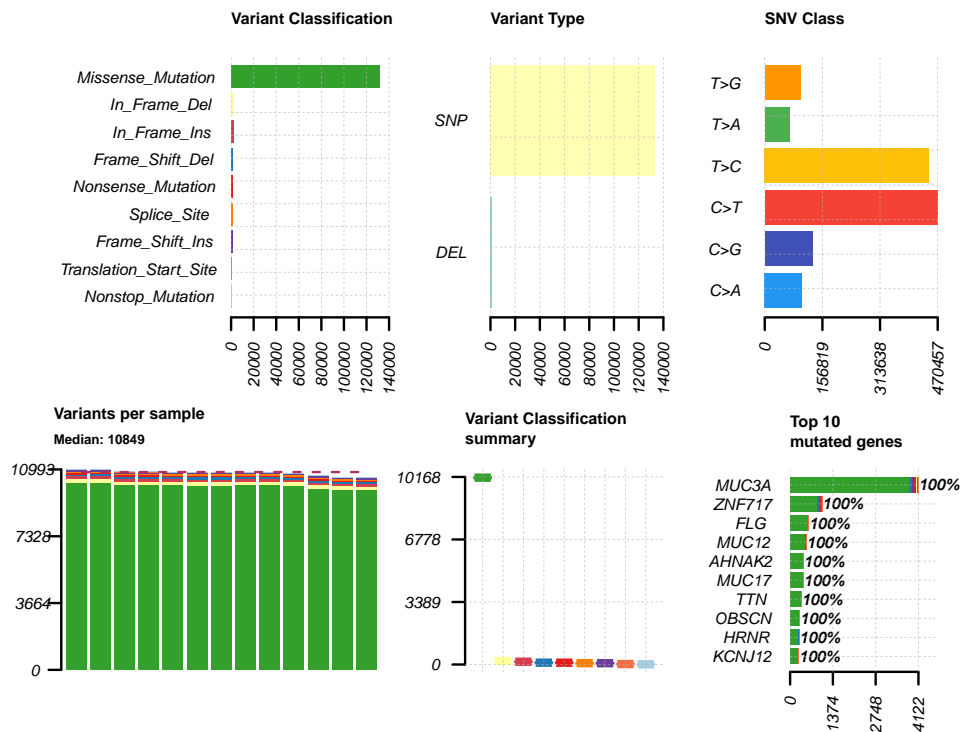 Variant Classification
Missense_Mutation
In_Frame_Del
In_Frame_Ins
Frame_Shift_Del
Nonsense_Mutation
Splice_Site
Frame_Shift_Ins
Translation_Start_Site
Nonstop_Mutation
0
20000
40000
60000
80000
100000
120000
140000
Variant Type
SNP
DEL
0
20000
40000
60000
80000
100000
120000
140000
SNV Class
T>G
T>A
T>C
C>T
C>G
C>A
0
156819
313638
470457
Variants per sample
Median: 10849
10993
7328
3664
0
Variant Classification
summary
10168
6778
3389
0
Top 10
mutated genes
MUC3A 100%
ZNF717 100%
FLG 100%
MUC12 100%
AHNAK2 100%
MUC17 100%
TTN 100%
OBSCN 100%
HRNR 100%
KCNJ12 100%
0
1374
2748
4122